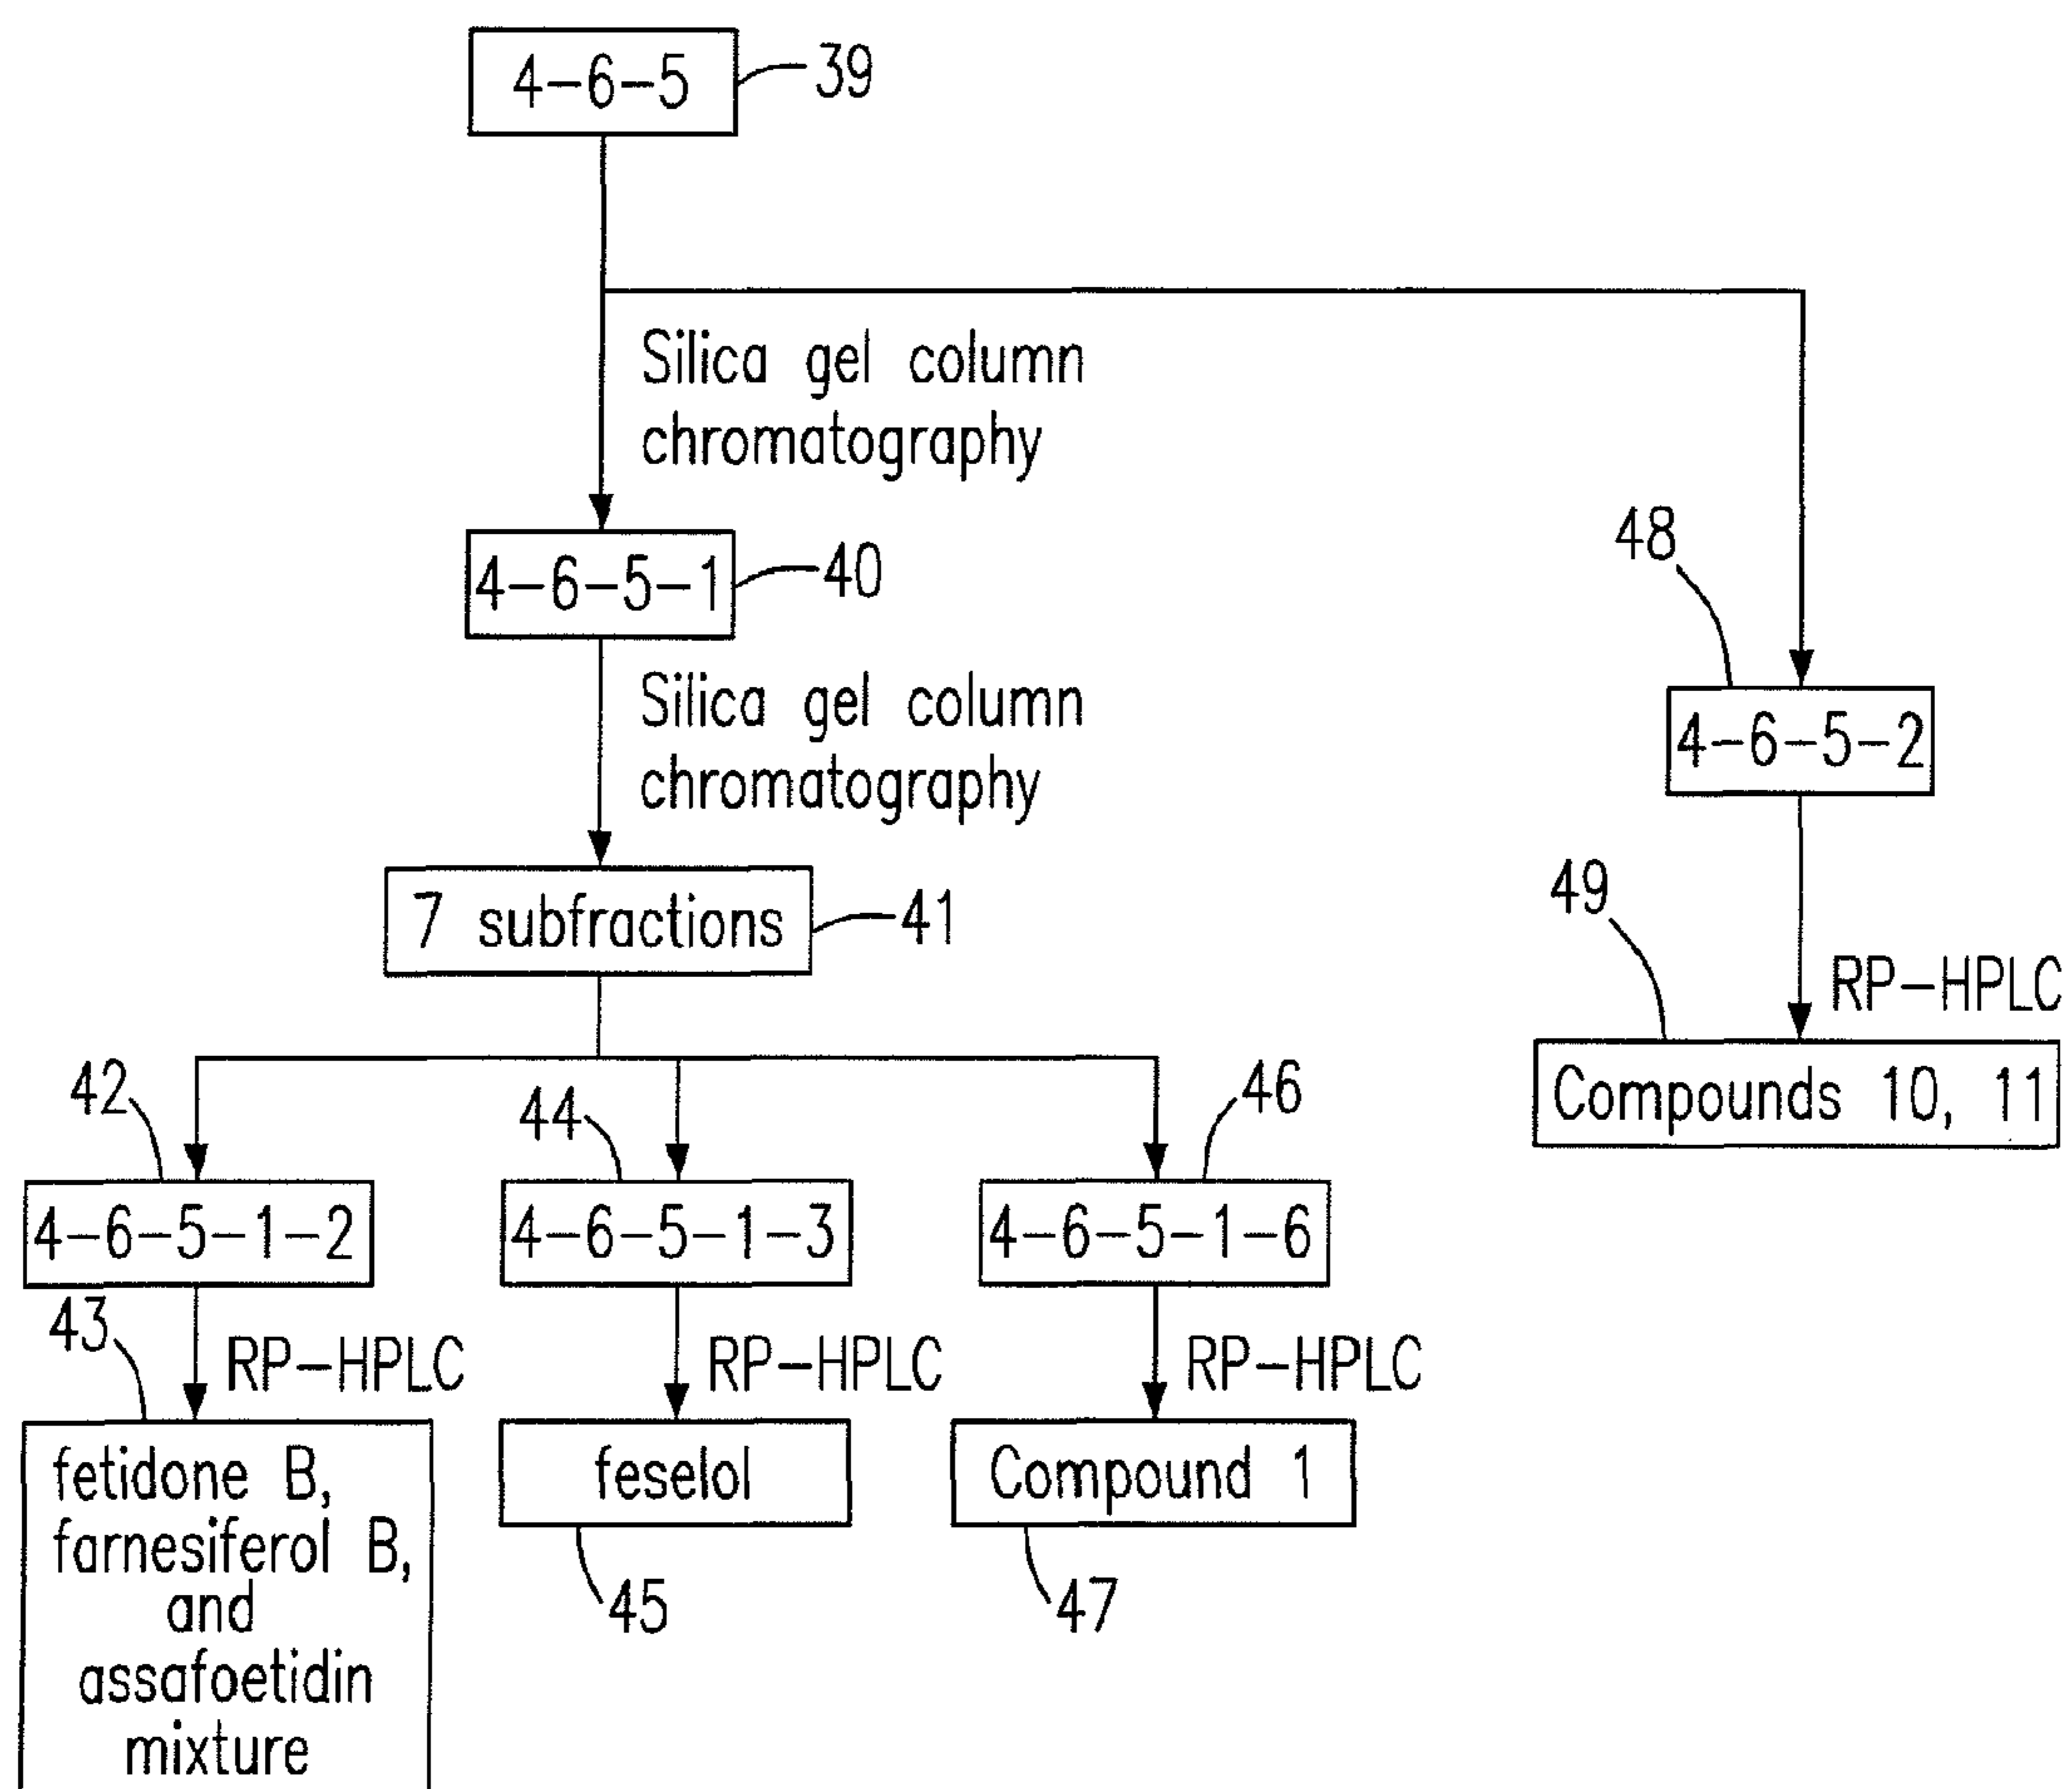 4-6-5
39
Silica gel column
chromatography
4-6-5-1
40
48
4-6-5-2
Silica gel column
chromatography
7 subfractions
41
49
RP-HPLC
Compounds 10, 11
42
44
46
4-6-5-1-2
4-6-5-1-3
4-6-5-1-6
43
RP-HPLC
RP-HPLC
RP-HPLC
fetidone B,
farnesiferol B,
and
assafoetidin
mixture
feselol
45
Compound 1
47